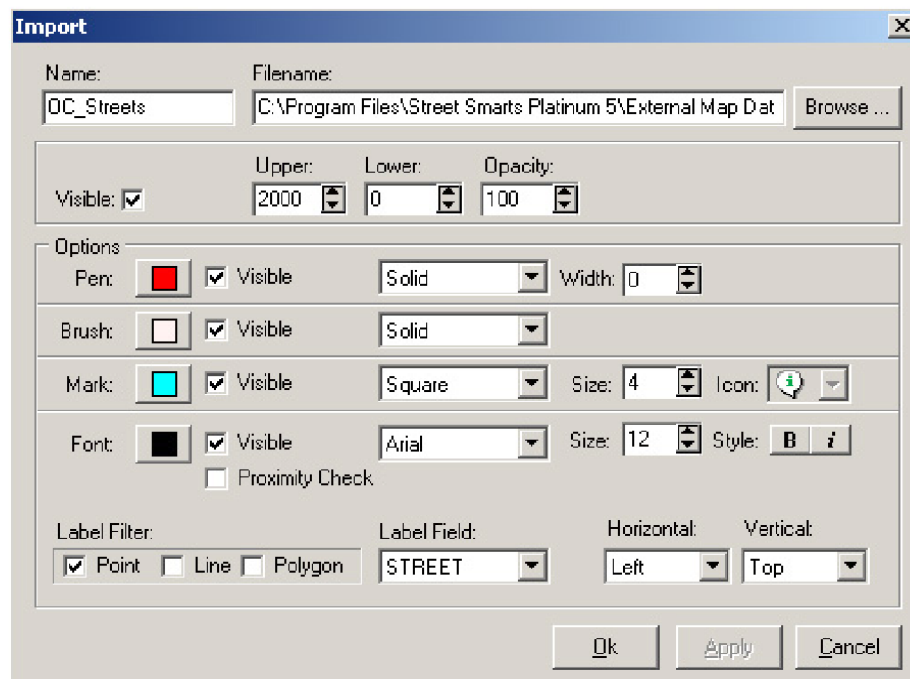 Import
Name: Filename:
OC_Streets C:\Program Files\Street Smarts Platinum 5\External Map Dat Browse ...
Upper: Lower: Opacity:
Visible: 2000 0 100
Options
Pen: Visible Solid Width: 0
Brush: Visible Solid
Mark: Visible Square Size: 4 Icon:
Font: Visible Arial Size: 12 Style: B i
Proximity Check
Label Filter: Label Field: Horizontal: Vertical:
Point Line Polygon STREET Left Top
Ok Apply Cancel